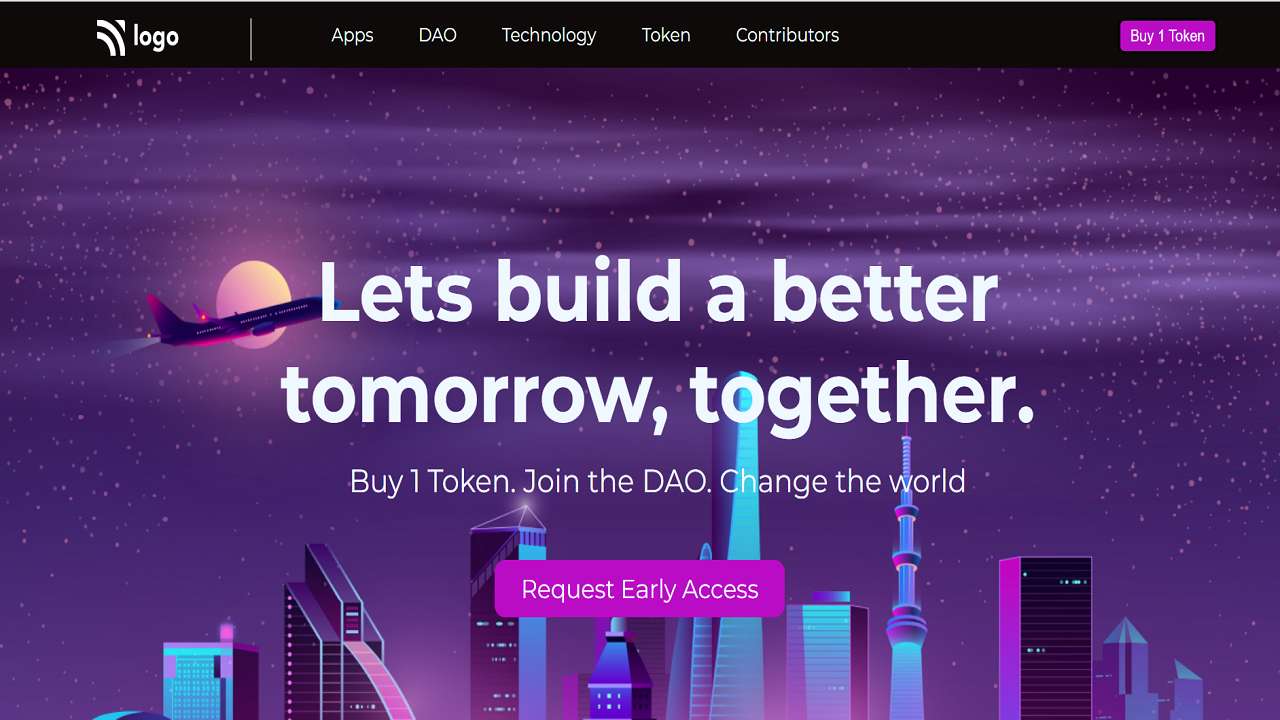 logo
Apps DAO Technology Token Contributors
Buy 1 Token
Lets build a better
tomorrow, together.
Buy 1 Token. Join the DAO. Change the world
Request Early Access